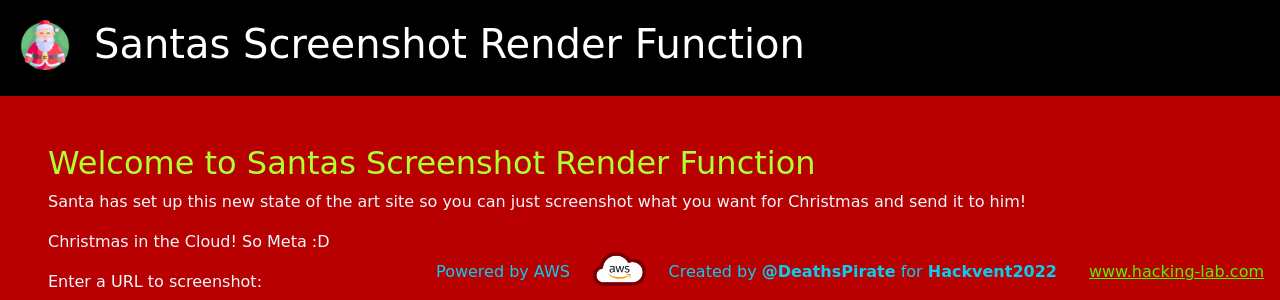 Santas Screenshot Render Function
Welcome to Santas Screenshot Render Function
Santa has set up this new state of the art site so you can just screenshot what you want for Christmas and send it to him!
Christmas in the Cloud! So Meta :D
Powered by AWS aws Created by @DeathsPirate for Hackvent2022 www.hacking-lab.com
Enter a URL to screenshot: